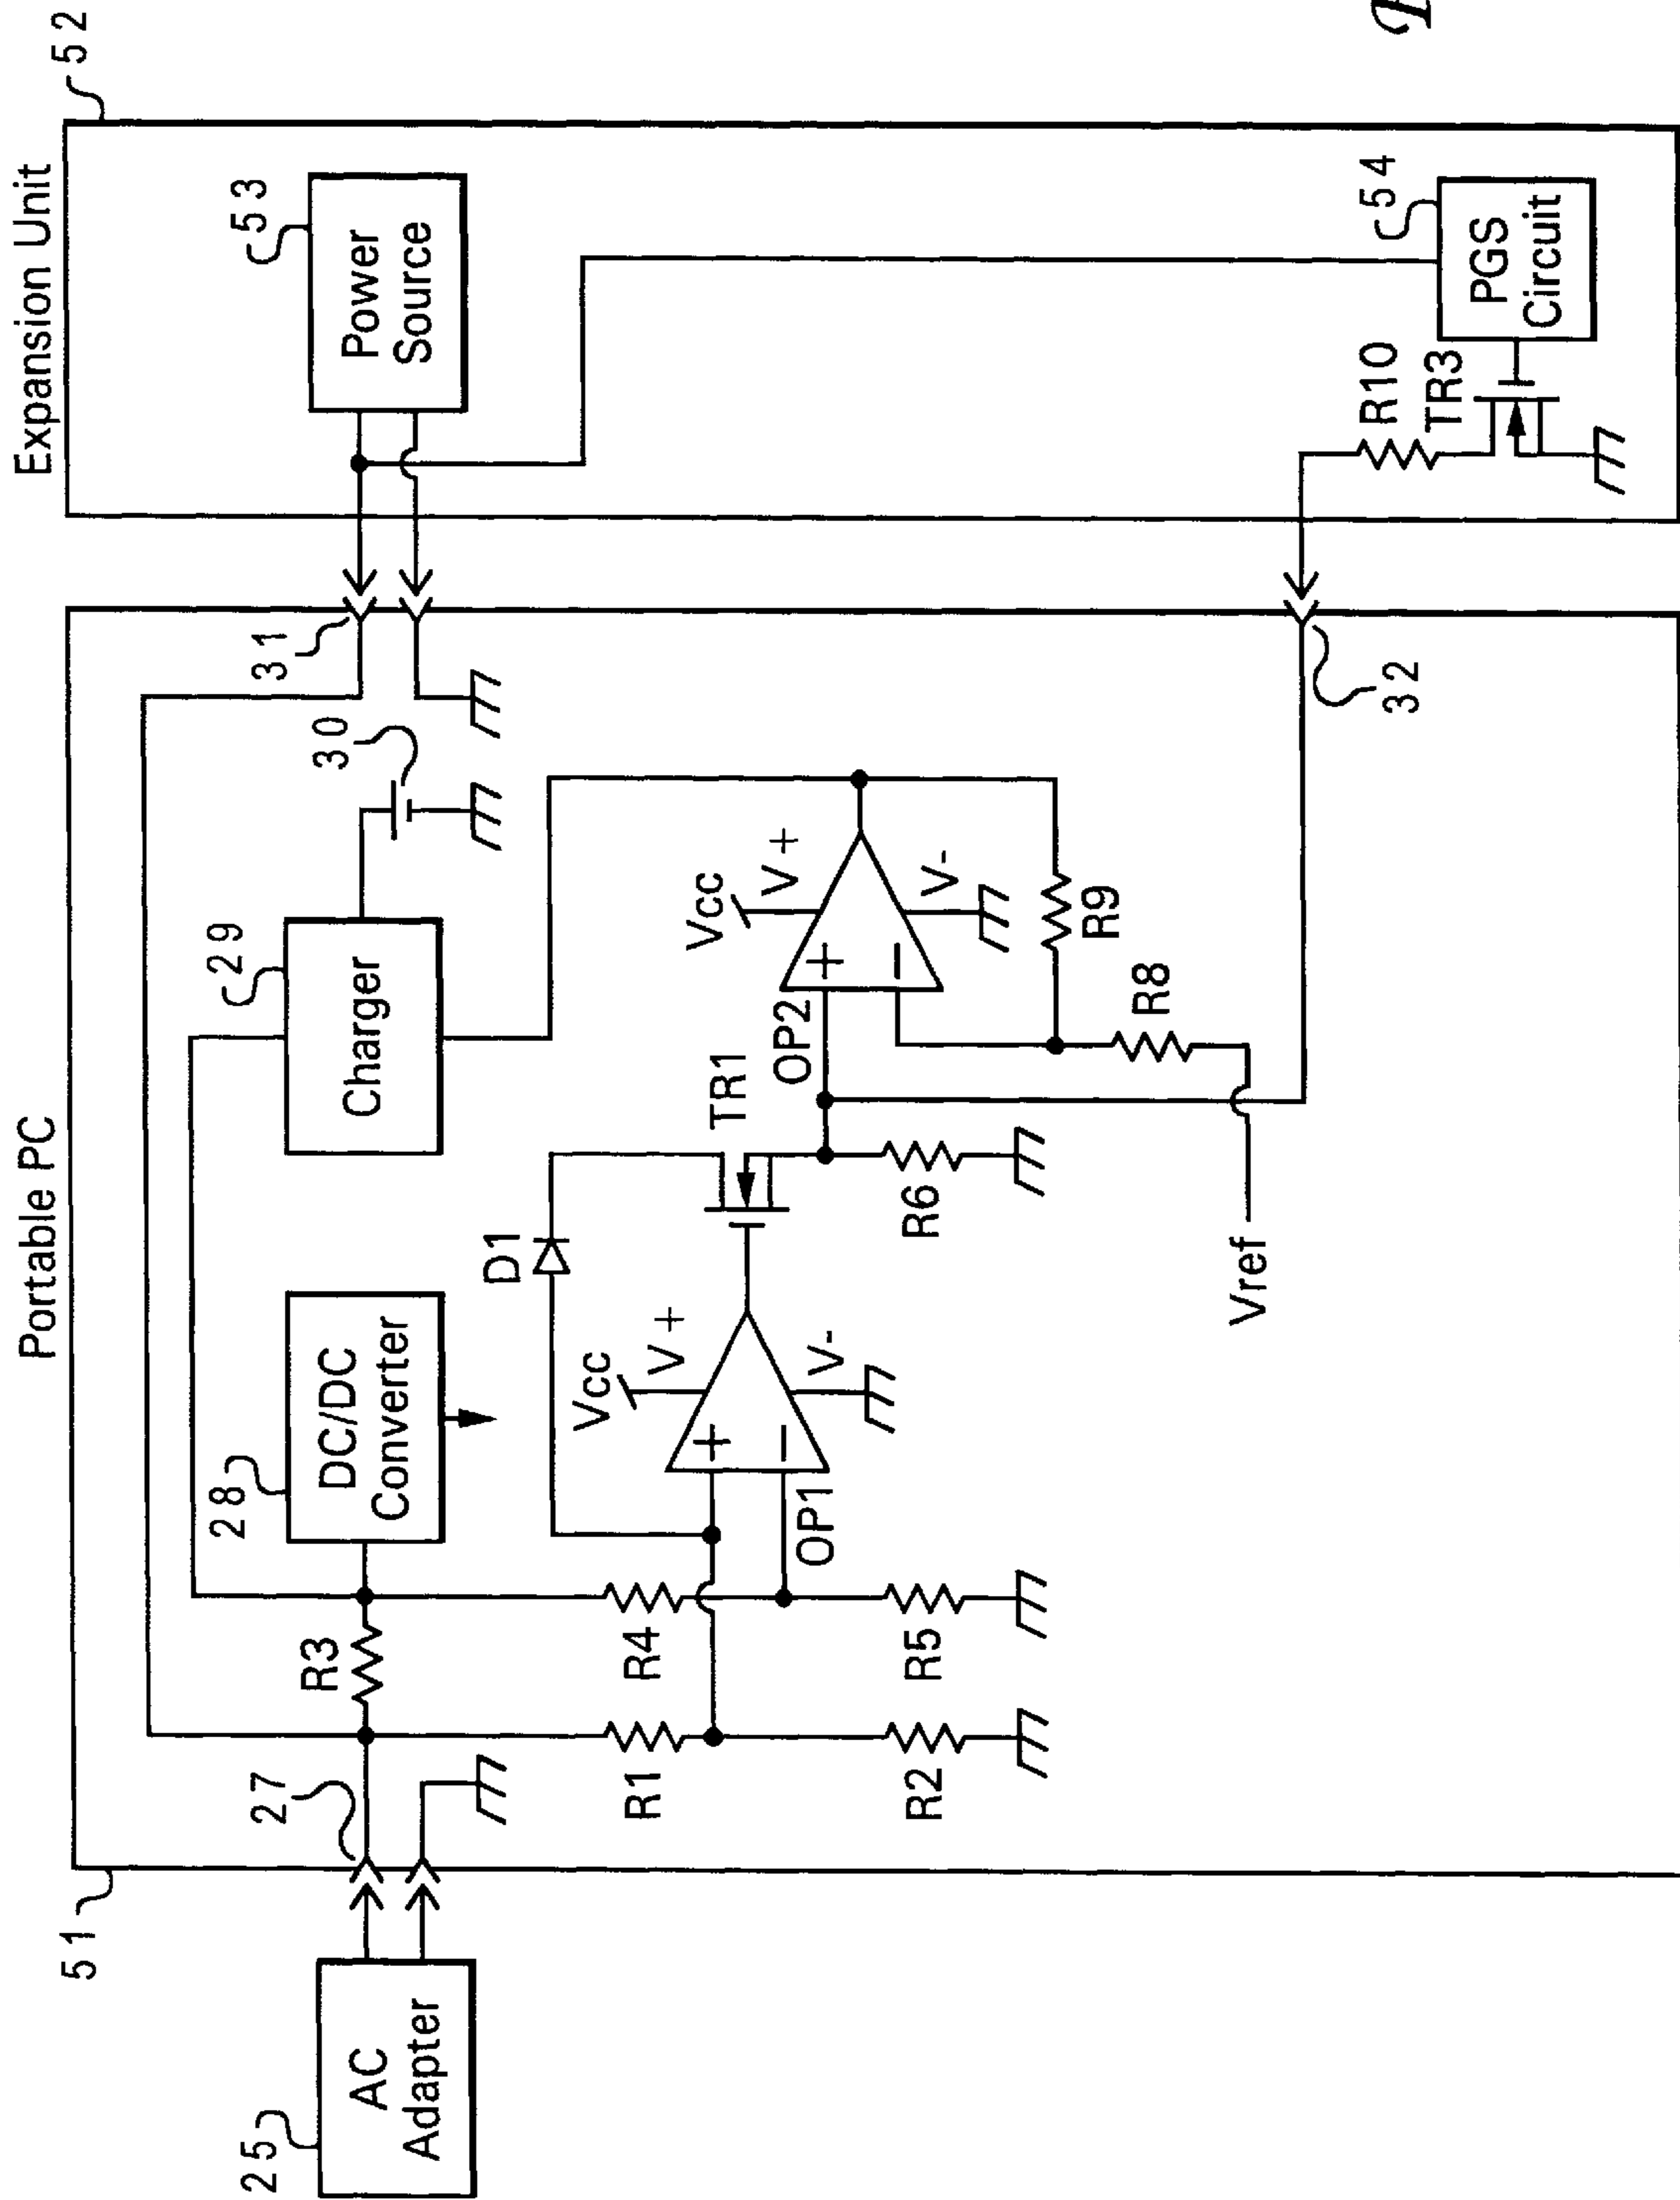 Portable PC
Expansion Unit
51
52
25
AC
Adapter
27
R3
28
DC/DC
Converter
29
Charger
30
31
53
Power
Source
R1
R4
D1
TR1
Vcc
V+
V-
+
−
OP1
OP2
Vcc
V+
V-
+
−
R2
R5
R6
R9
R8
Vref
32
R10
TR3
54
PGS
Circuit